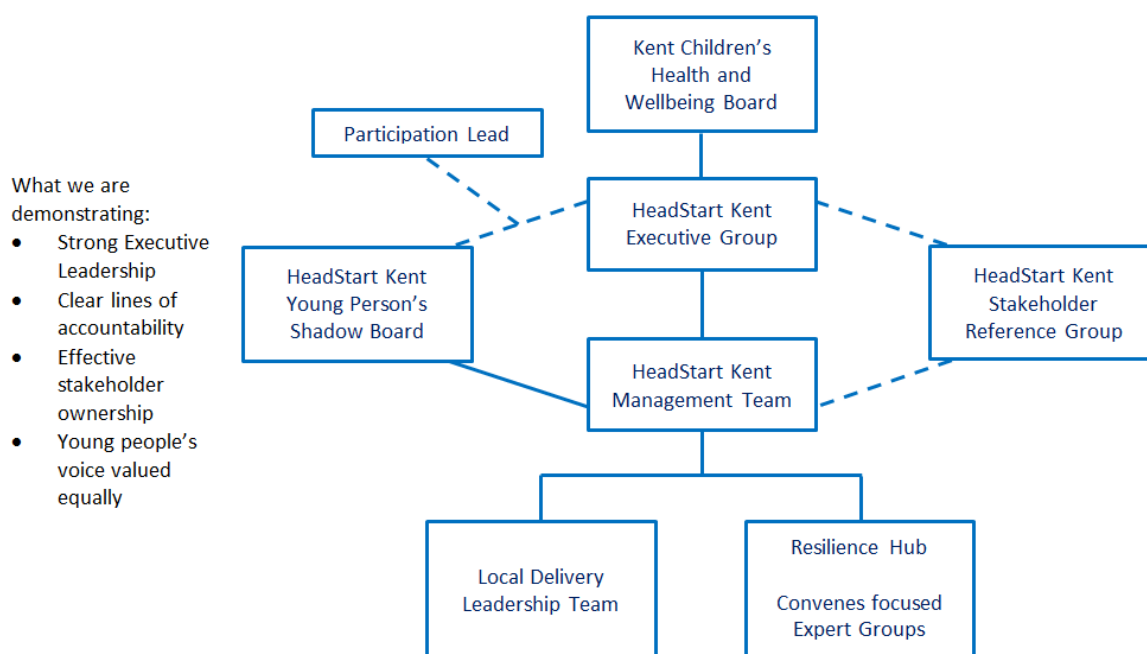 Kent Children's
Health and
Wellbeing Board
Participation Lead
What we are
demonstrating:
• Strong Executive
Leadership
• Clear lines of
accountability
• Effective
stakeholder
ownership
• Young people's
voice valued
equally
HeadStart Kent
Executive Group
HeadStart Kent
Young Person's
Shadow Board
HeadStart Kent
Stakeholder
Reference Group
HeadStart Kent
Management Team
Local Delivery
Leadership Team
Resilience Hub
Convenes focused
Expert Groups